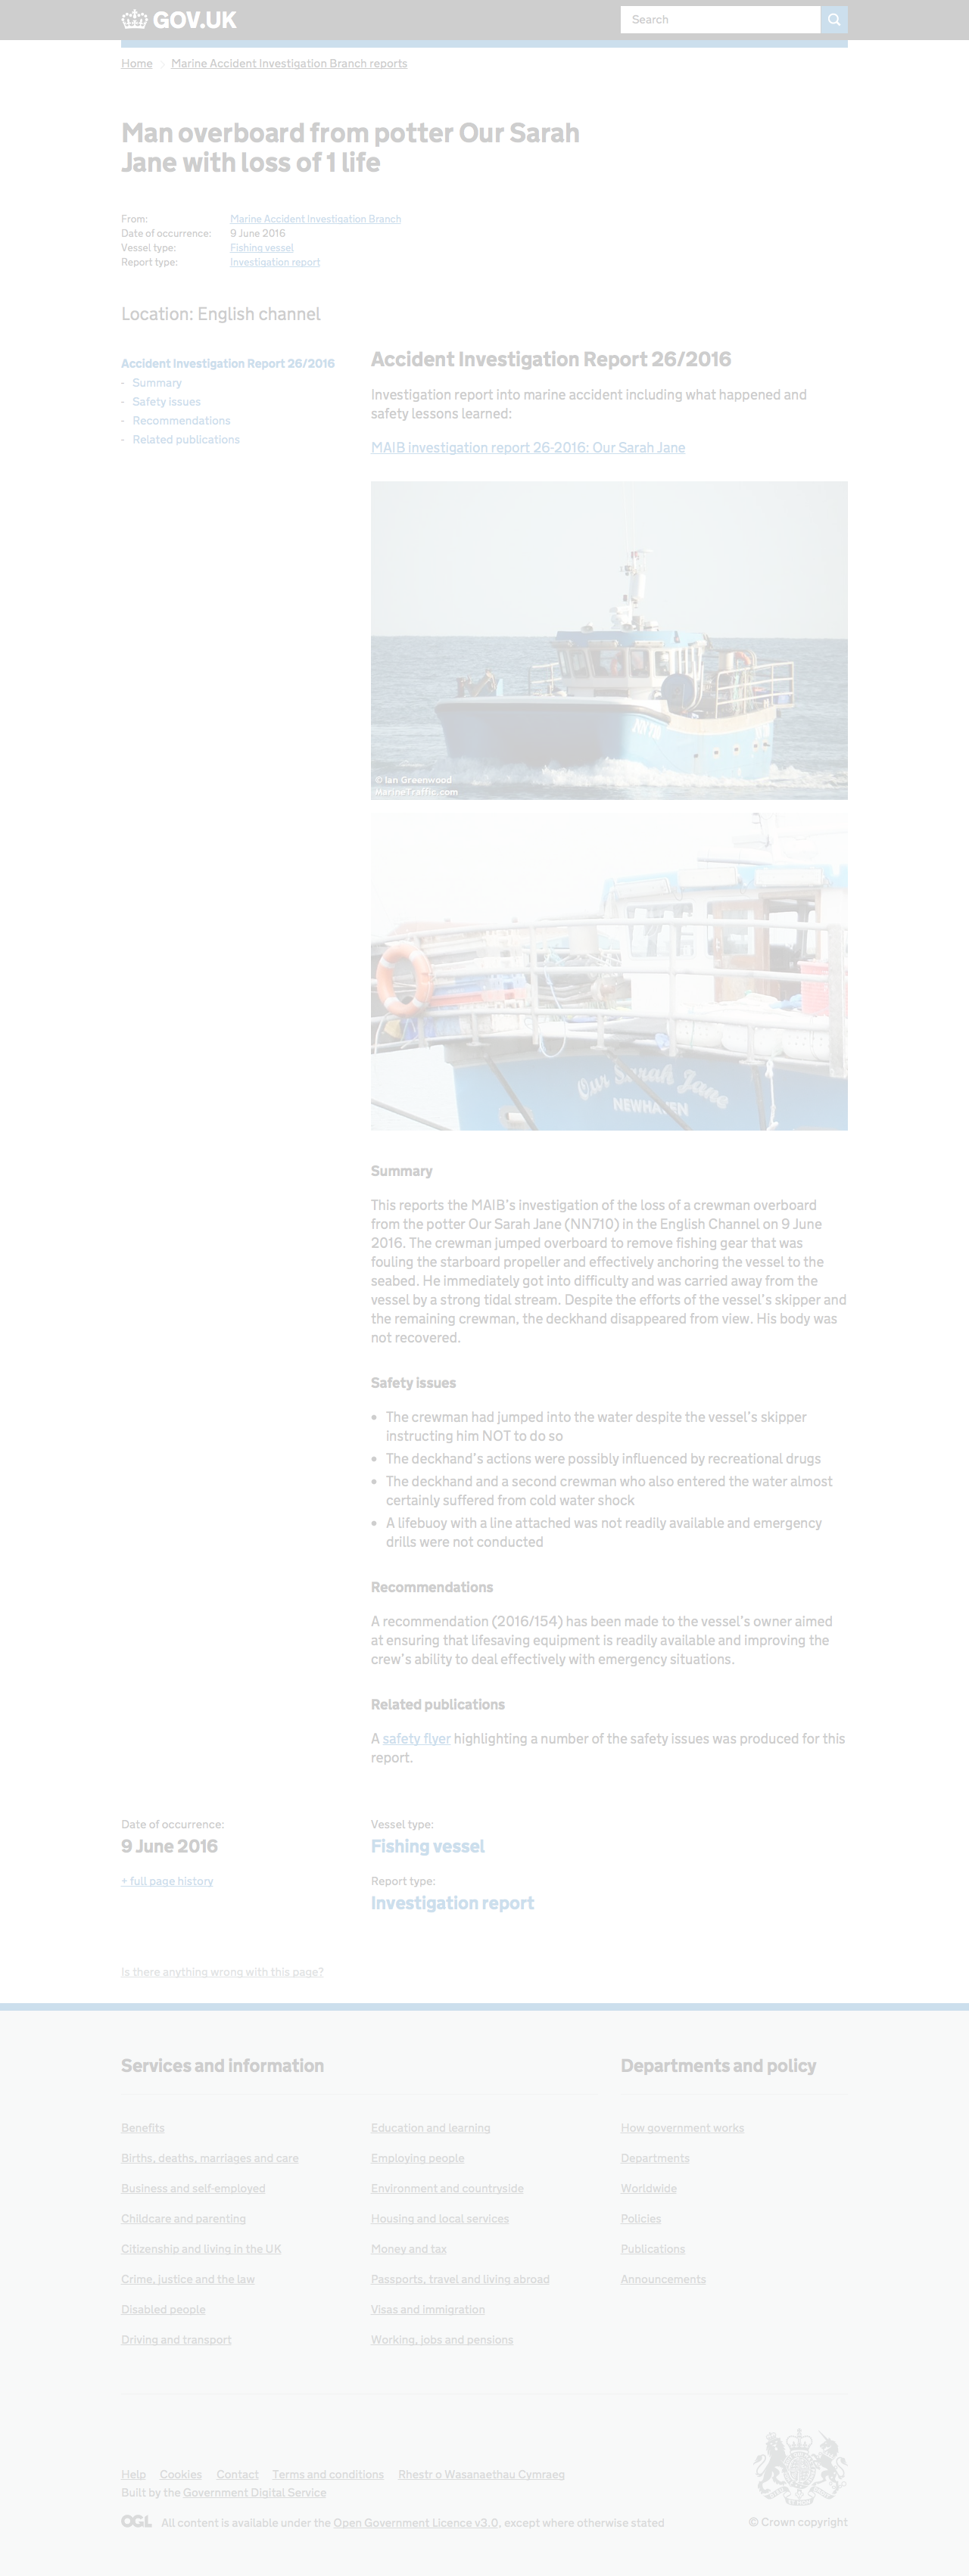 GOV.UK
Search
Home
Marine Accident Investigation Branch reports
Man overboard from potter Our Sarah
Jane with loss of 1 life
From: Marine Accident Investigation Branch
Date of occurrence: 9 June 2016
Vessel type: Fishing vessel
Report type: Investigation report
Location: English channel
Accident Investigation Report 26/2016
- Summary
- Safety issues
- Recommendations
- Related publications
Accident Investigation Report 26/2016
Investigation report into marine accident including what happened and
safety lessons learned:
MAIB investigation report 26-2016: Our Sarah Jane
NN710
© Ian Greenwood
MarineTraffic.com
Our Sarah Jane
NEWHAVEN
Summary
This reports the MAIB's investigation of the loss of a crewman overboard
from the potter Our Sarah Jane (NN710) in the English Channel on 9 June
2016. The crewman jumped overboard to remove fishing gear that was
fouling the starboard propeller and effectively anchoring the vessel to the
seabed. He immediately got into difficulty and was carried away from the
vessel by a strong tidal stream. Despite the efforts of the vessel's skipper and
the remaining crewman, the deckhand disappeared from view. His body was
not recovered.
Safety issues
• The crewman had jumped into the water despite the vessel's skipper
instructing him NOT to do so
• The deckhand's actions were possibly influenced by recreational drugs
• The deckhand and a second crewman who also entered the water almost
certainly suffered from cold water shock
• A lifebuoy with a line attached was not readily available and emergency
drills were not conducted
Recommendations
A recommendation (2016/154) has been made to the vessel's owner aimed
at ensuring that lifesaving equipment is readily available and improving the
crew's ability to deal effectively with emergency situations.
Related publications
A safety flyer highlighting a number of the safety issues was produced for this
report.
Date of occurrence:
9 June 2016
+ full page history
Vessel type:
Fishing vessel
Report type:
Investigation report
Is there anything wrong with this page?
Services and information
Benefits
Births, deaths, marriages and care
Business and self-employed
Childcare and parenting
Citizenship and living in the UK
Crime, justice and the law
Disabled people
Driving and transport
Education and learning
Employing people
Environment and countryside
Housing and local services
Money and tax
Passports, travel and living abroad
Visas and immigration
Working, jobs and pensions
Departments and policy
How government works
Departments
Worldwide
Policies
Publications
Announcements
Help Cookies Contact Terms and conditions Rhestr o Wasanaethau Cymraeg
Built by the Government Digital Service
OGL All content is available under the Open Government Licence v3.0, except where otherwise stated
© Crown copyright